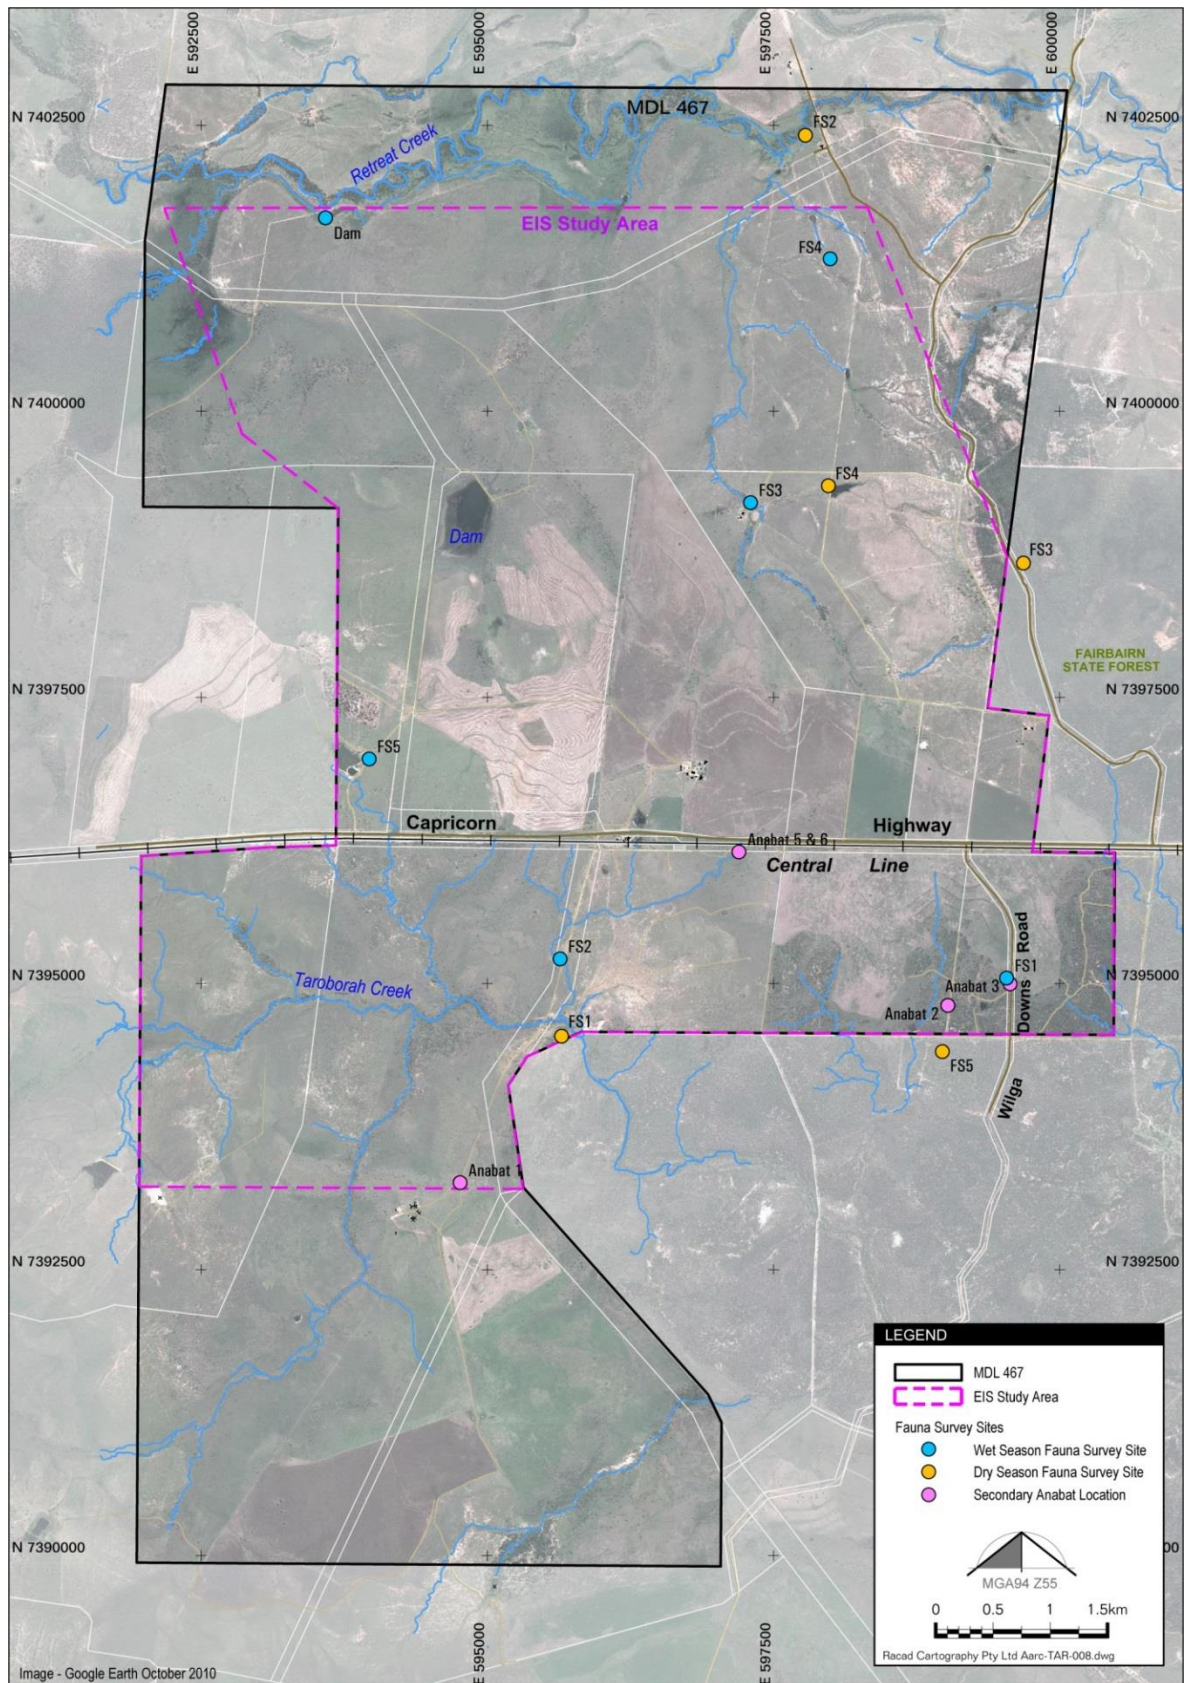 E 592500
E 595000
E 597500
E 600000
MDL 467
N 7402500
N 7402500
FS2
Retreat Creek
EIS Study Area
Dam
FS4
N 7400000
N 7400000
FS4
FS3
Dam
FS3
FAIRBAIRN
STATE FOREST
N 7397500
N 7397500
FS5
Capricorn
Highway
Anabat 5 & 6
Central Line
FS2
Downs Road
FS1
N 7395000
N 7395000
Taroborah Creek
Anabat 3
Anabat 2
FS1
FS5
Wilga
Anabat 1
N 7392500
N 7392500
LEGEND
MDL 467
EIS Study Area
Fauna Survey Sites
Wet Season Fauna Survey Site
Dry Season Fauna Survey Site
Secondary Anabat Location
N 7390000
00
MGA94 Z55
0 0.5 1 1.5km
Racad Cartography Pty Ltd Aarc-TAR-008.dwg
E 595000
E 597500
Image - Google Earth October 2010